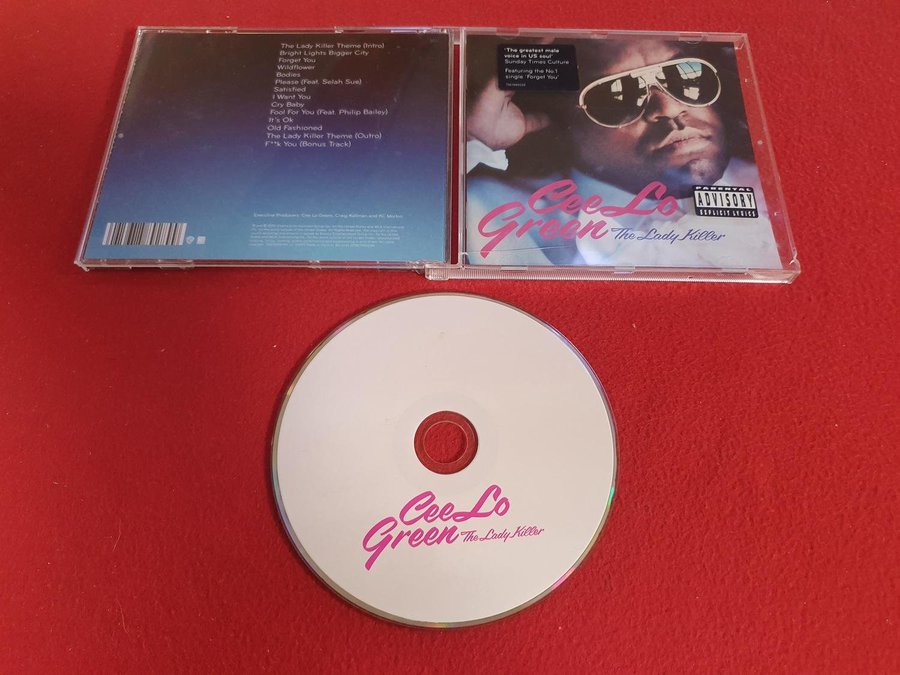 The Lady Killer Theme (Intro)
Bright Lights Bigger City
Forget You
Wildflower
Bodies
Please (Feat. Selah Sue)
Satisfied
I Want You
Cry Baby
Fool For You (Feat. Philip Bailey)
It's Ok
Old Fashioned
The Lady Killer Theme (Outro)
F**k You (Bonus Track)
Executive Producers: Cee Lo Green, Craig Kallman and
'The greatest male
voice in US soul'
Sunday Times Culture
Featuring the No.1
single 'Forget You'
PARENTAL
ADVISORY
EXPLICIT LYRICS
Cee Lo
Green The Lady Killer
Cee Lo
Green The Lady Killer